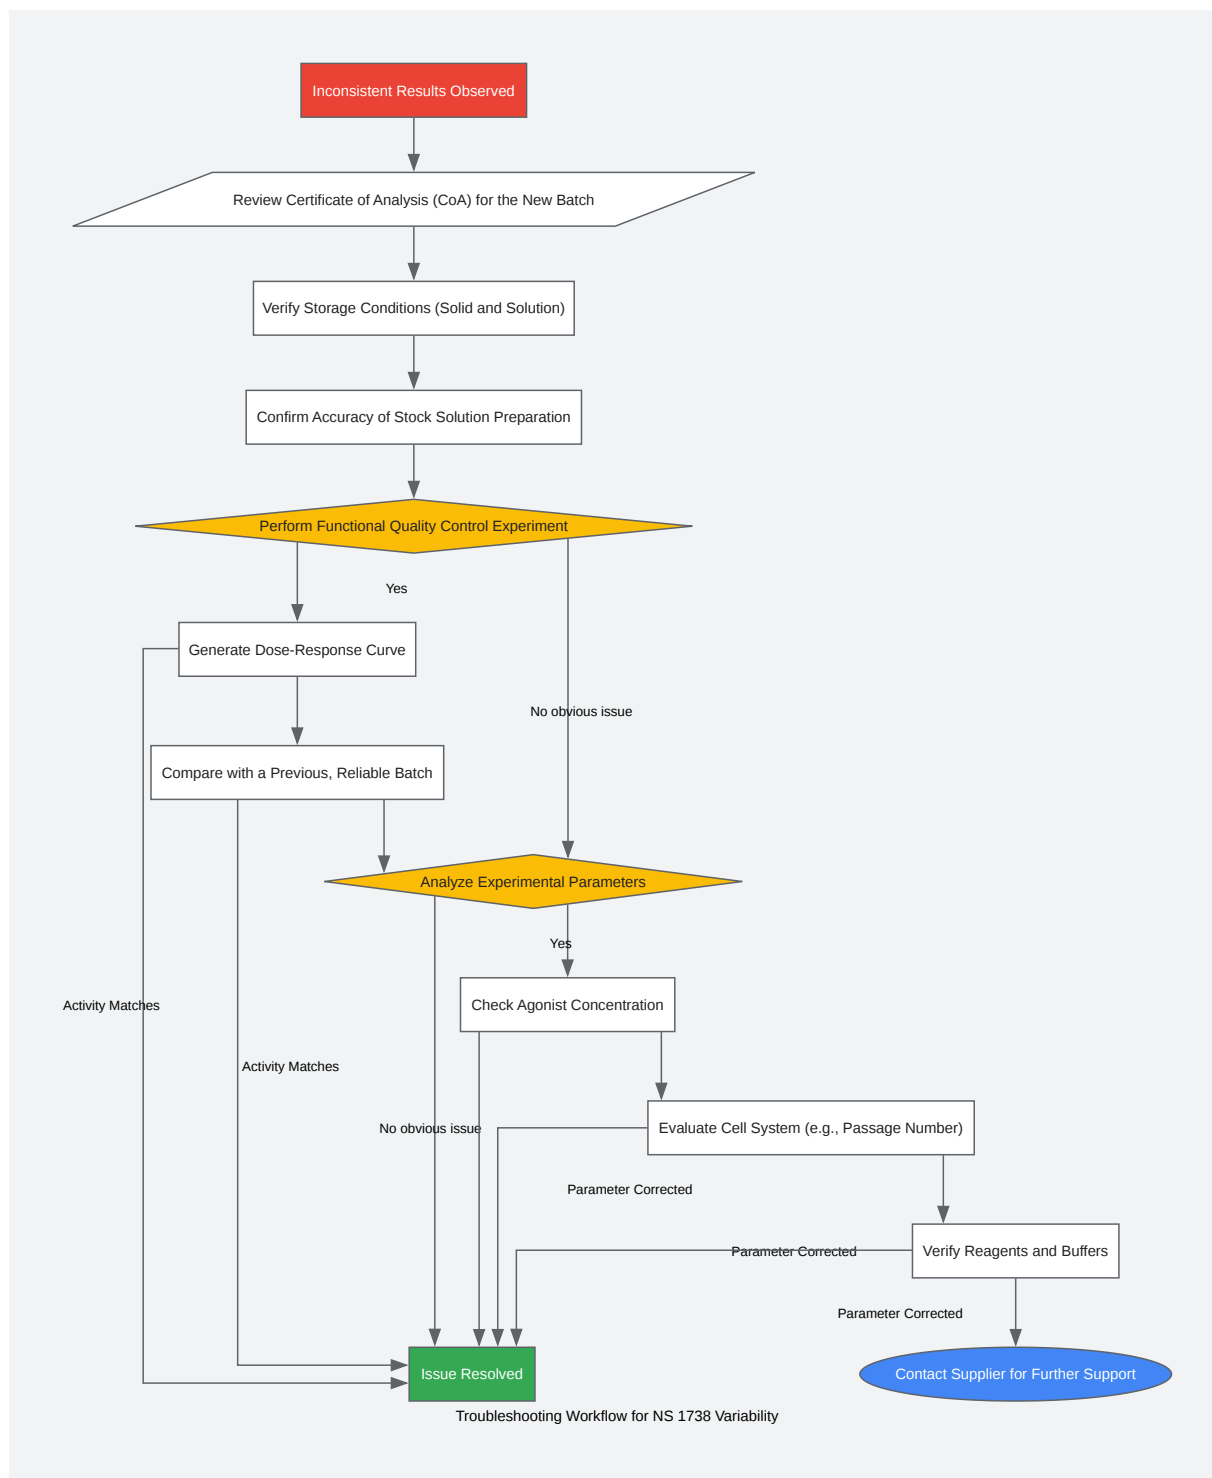 Inconsistent Results Observed
Review Certificate of Analysis (CoA) for the New Batch
Verify Storage Conditions (Solid and Solution)
Confirm Accuracy of Stock Solution Preparation
Perform Functional Quality Control Experiment
Yes
Generate Dose-Response Curve
No obvious issue
Compare with a Previous, Reliable Batch
Analyze Experimental Parameters
Yes
Activity Matches
Check Agonist Concentration
Activity Matches
No obvious issue
Evaluate Cell System (e.g., Passage Number)
Parameter Corrected
Parameter Corrected
Verify Reagents and Buffers
Parameter Corrected
Issue Resolved
Contact Supplier for Further Support
Troubleshooting Workflow for NS 1738 Variability